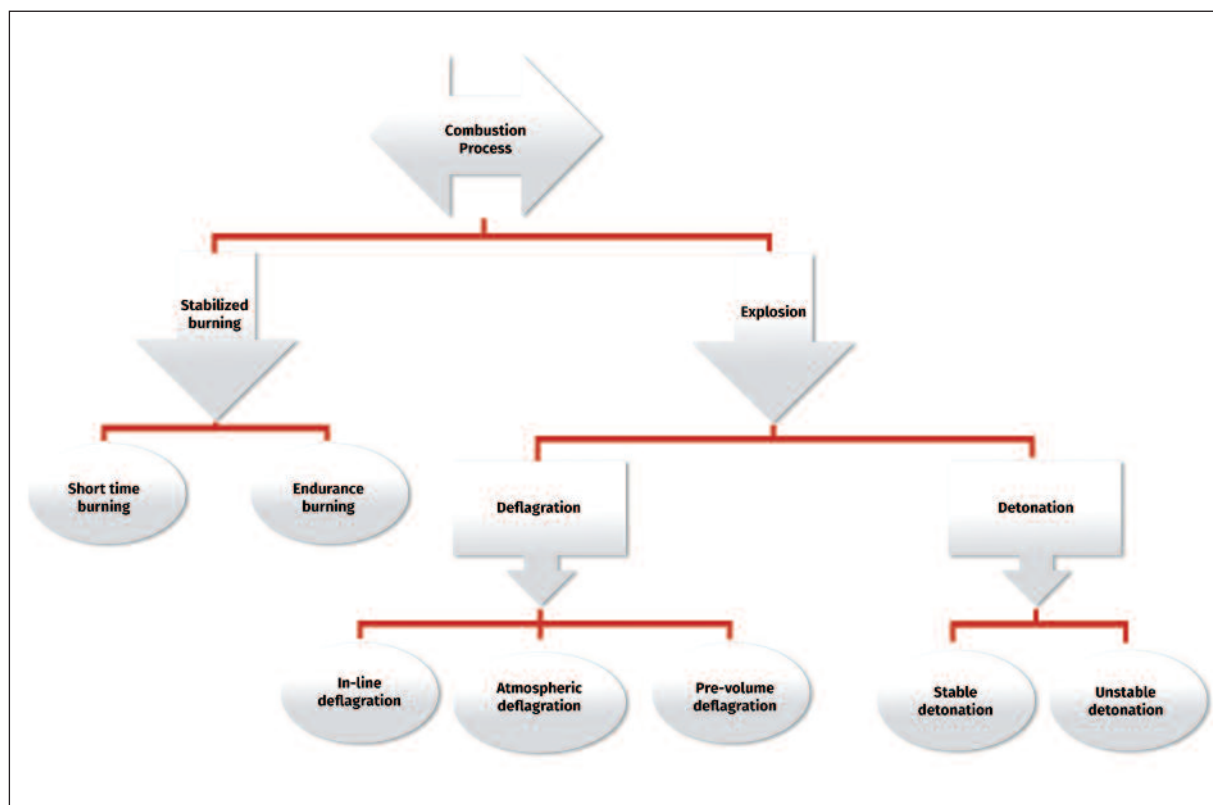 Combustion
Process
Stabilized
burning
Explosion
Short time
burning
Endurance
burning
Deflagration
Detonation
In-line
deflagration
Atmospheric
deflagration
Pre-volume
deflagration
Stable
detonation
Unstable
detonation